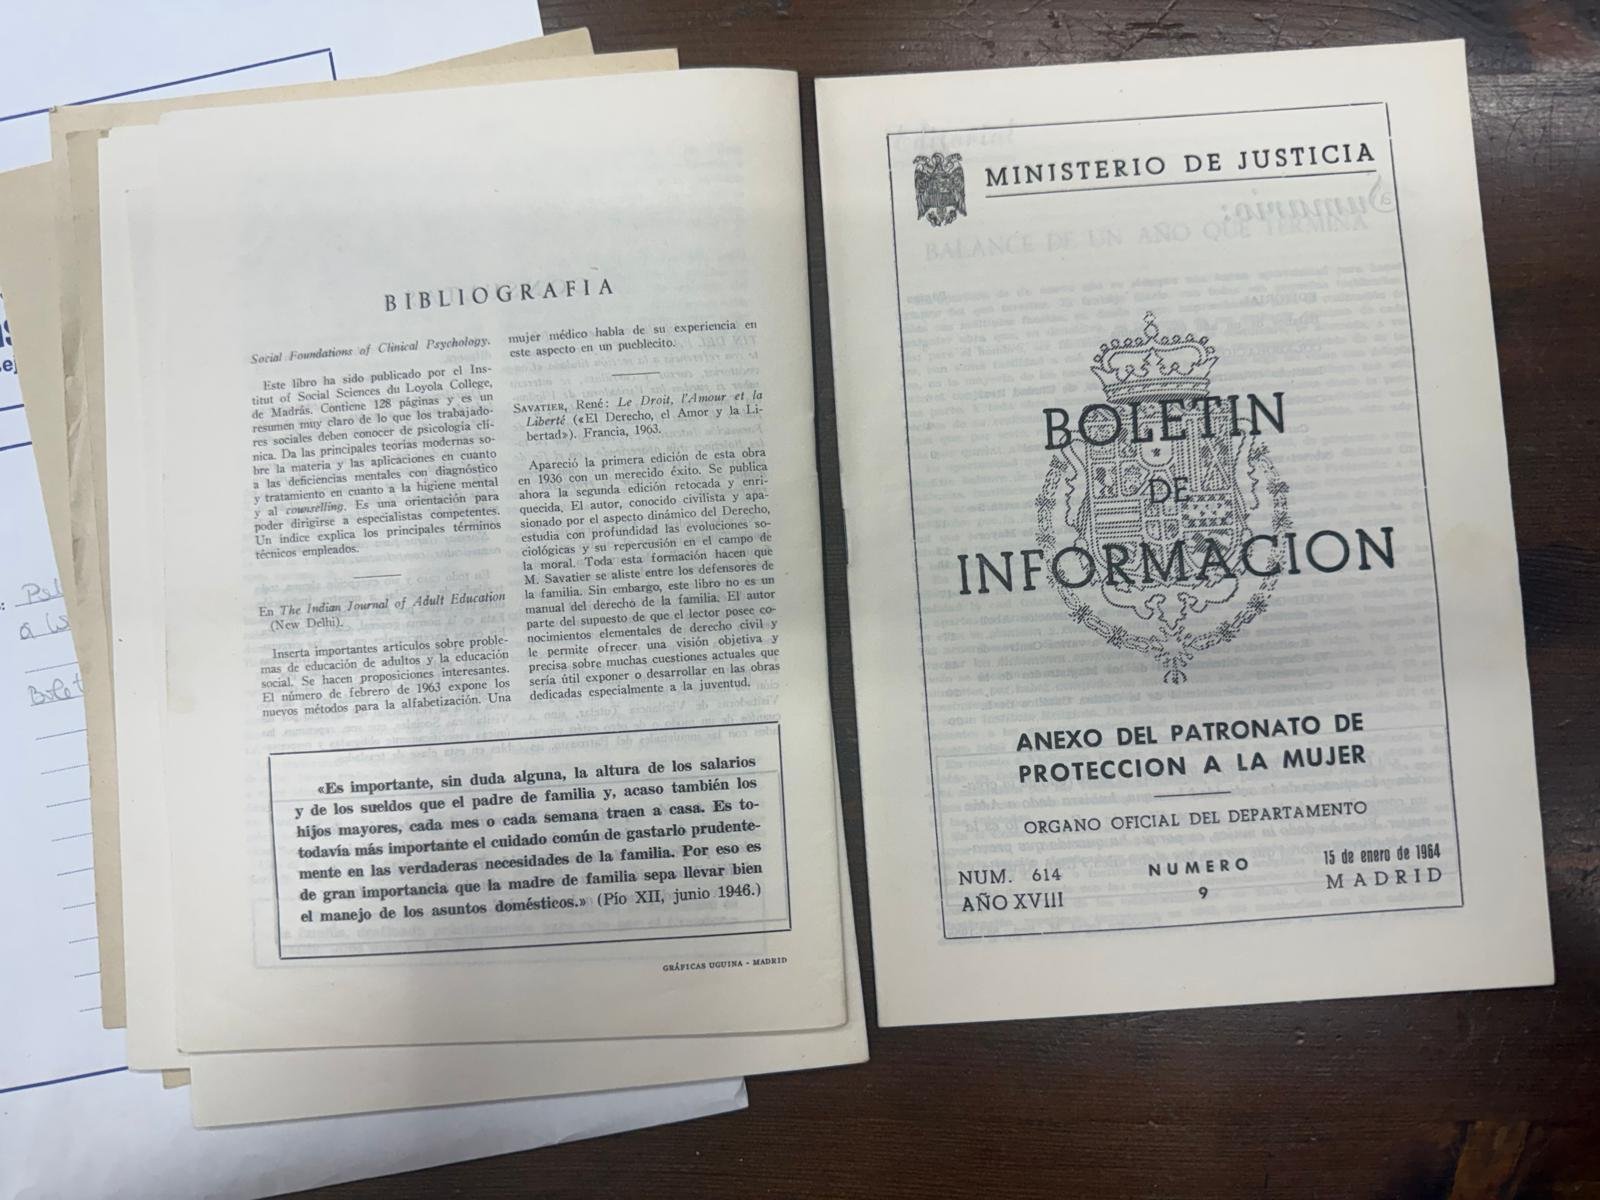 BIBLIOGRAFIA
Social Foundations of Clinical Psychology.
Este libro ha sido publicado por el Ins-
titut of Social Sciences du Loyola College,
de Madrás. Contiene 128 páginas y es un
resumen muy claro de lo que los trabajado-
res sociales deben conocer de psicología clí-
nica. Da las principales teorías modernas so-
bre la materia y las aplicaciones en cuanto
a las deficiencias mentales con diagnóstico
y tratamiento en cuanto a la higiene mental
y al counselling. Es una orientación para
poder dirigirse a especialistas competentes.
Un índice explica los principales términos
técnicos empleados.
En The Indian Journal of Adult Education
(New Delhi).
Inserta importantes artículos sobre proble-
mas de educación de adultos y la educación
social. Se hacen proposiciones interesantes.
El número de febrero de 1963 expone los
nuevos métodos para la alfabetización. Una
mujer médico habla de su experiencia en
este aspecto en un pueblecito.
SAVATIER, René: Le Droit, l'Amour et la
Liberté («El Derecho, el Amor y la Li-
bertad»). Francia, 1963.
Apareció la primera edición de esta obra
en 1936 con un merecido éxito. Se publica
ahora la segunda edición retocada y enri-
quecida. El autor, conocido civilista y apa-
sionado por el aspecto dinámico del Derecho,
estudia con profundidad las evoluciones so-
ciológicas y su repercusión en el campo de
la moral. Toda esta formación hacen que
M. Savatier se aliste entre los defensores de
la familia. Sin embargo, este libro no es un
manual del derecho de la familia. El autor
parte del supuesto de que el lector posee co-
nocimientos elementales de derecho civil y
le permite ofrecer una visión objetiva y
precisa sobre muchas cuestiones actuales que
sería útil exponer o desarrollar en las obras
dedicadas especialmente a la juventud.
«Es importante, sin duda alguna, la altura de los salarios
y de los sueldos que el padre de familia y, acaso también los
hijos mayores, cada mes o cada semana traen a casa. Es to-
todavía más importante el cuidado común de gastarlo prudente-
mente en las verdaderas necesidades de la familia. Por eso es
de gran importancia que la madre de familia sepa llevar bien
el manejo de los asuntos domésticos.» (Pío XII, junio 1946.)
GRÁFICAS UGUINA - MADRID
MINISTERIO DE JUSTICIA
BALANCE DE UN AÑO QUE TERMINA
BOLETIN
DE
INFORMACION
ANEXO DEL PATRONATO DE
PROTECCION A LA MUJER
ORGANO OFICIAL DEL DEPARTAMENTO
NUM. 614
AÑO XVIII
NUMERO
9
15 de enero de 1964
MADRID